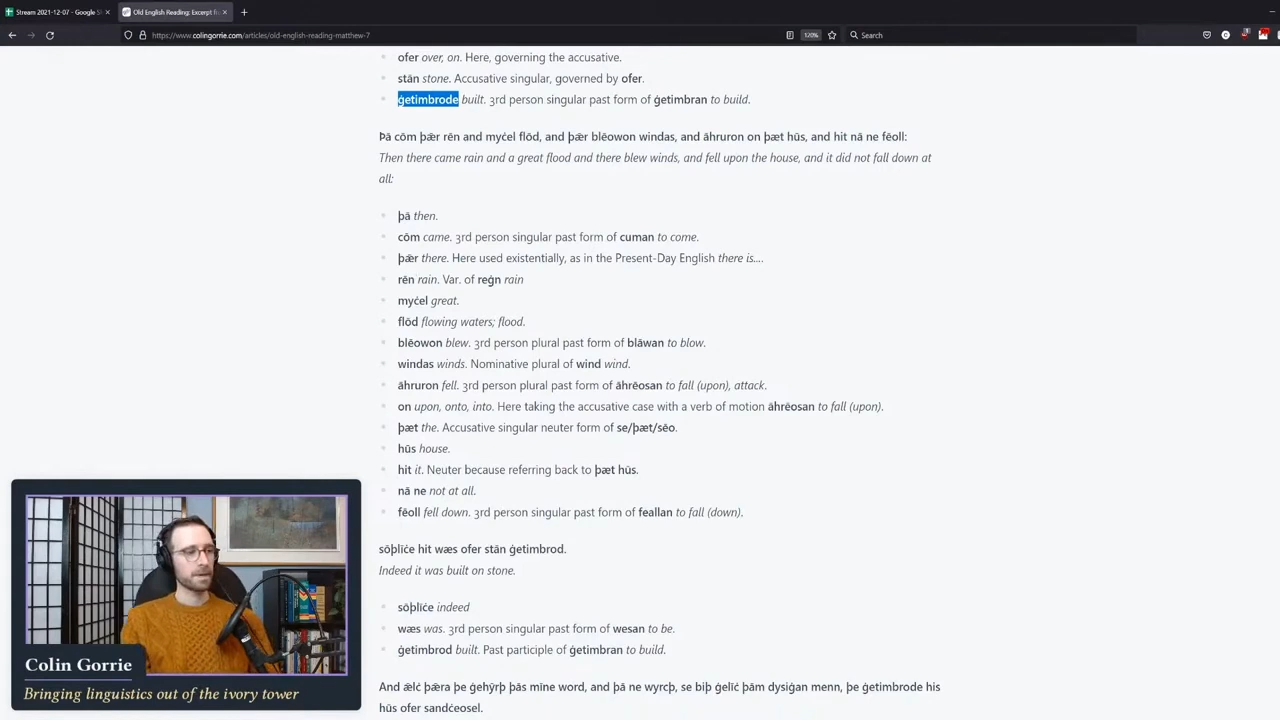 Stream 2021-12-07 - Google Sh
Old English Reading: Excerpt fr
https://www.colingorrie.com/articles/old-english-reading-matthew-7
120%
Search
ofer over, on. Here, governing the accusative.
stān stone. Accusative singular, governed by ofer.
ġetimbrode built. 3rd person singular past form of ġetimbran to build.
Þā cōm þǣr rēn and myċel flōd, and þǣr blēowon windas, and āhruron on þæt hūs, and hit nā ne fēoll:
Then there came rain and a great flood and there blew winds, and fell upon the house, and it did not fall down at
all:
þā then.
cōm came. 3rd person singular past form of cuman to come.
þǣr there. Here used existentially, as in the Present-Day English there is….
rēn rain. Var. of reġn rain
myċel great.
flōd flowing waters; flood.
blēowon blew. 3rd person plural past form of blāwan to blow.
windas winds. Nominative plural of wind wind.
āhruron fell. 3rd person plural past form of āhrēosan to fall (upon), attack.
on upon, onto, into. Here taking the accusative case with a verb of motion āhrēosan to fall (upon).
þæt the. Accusative singular neuter form of se/þæt/sēo.
hūs house.
hit it. Neuter because referring back to þæt hūs.
nā ne not at all.
fēoll fell down. 3rd person singular past form of feallan to fall (down).
sōþlīċe hit wæs ofer stān ġetimbrod.
Indeed it was built on stone.
sōþlīċe indeed
wæs was. 3rd person singular past form of wesan to be.
ġetimbrod built. Past participle of ġetimbran to build.
And ǣlċ þǣra þe ġehȳrþ þās mīne word, and þā ne wyrcþ, se biþ ġelīċ þām dysiġan menn, þe ġetimbrode his
hūs ofer sandċeosel.
Colin Gorrie
Bringing linguistics out of the ivory tower